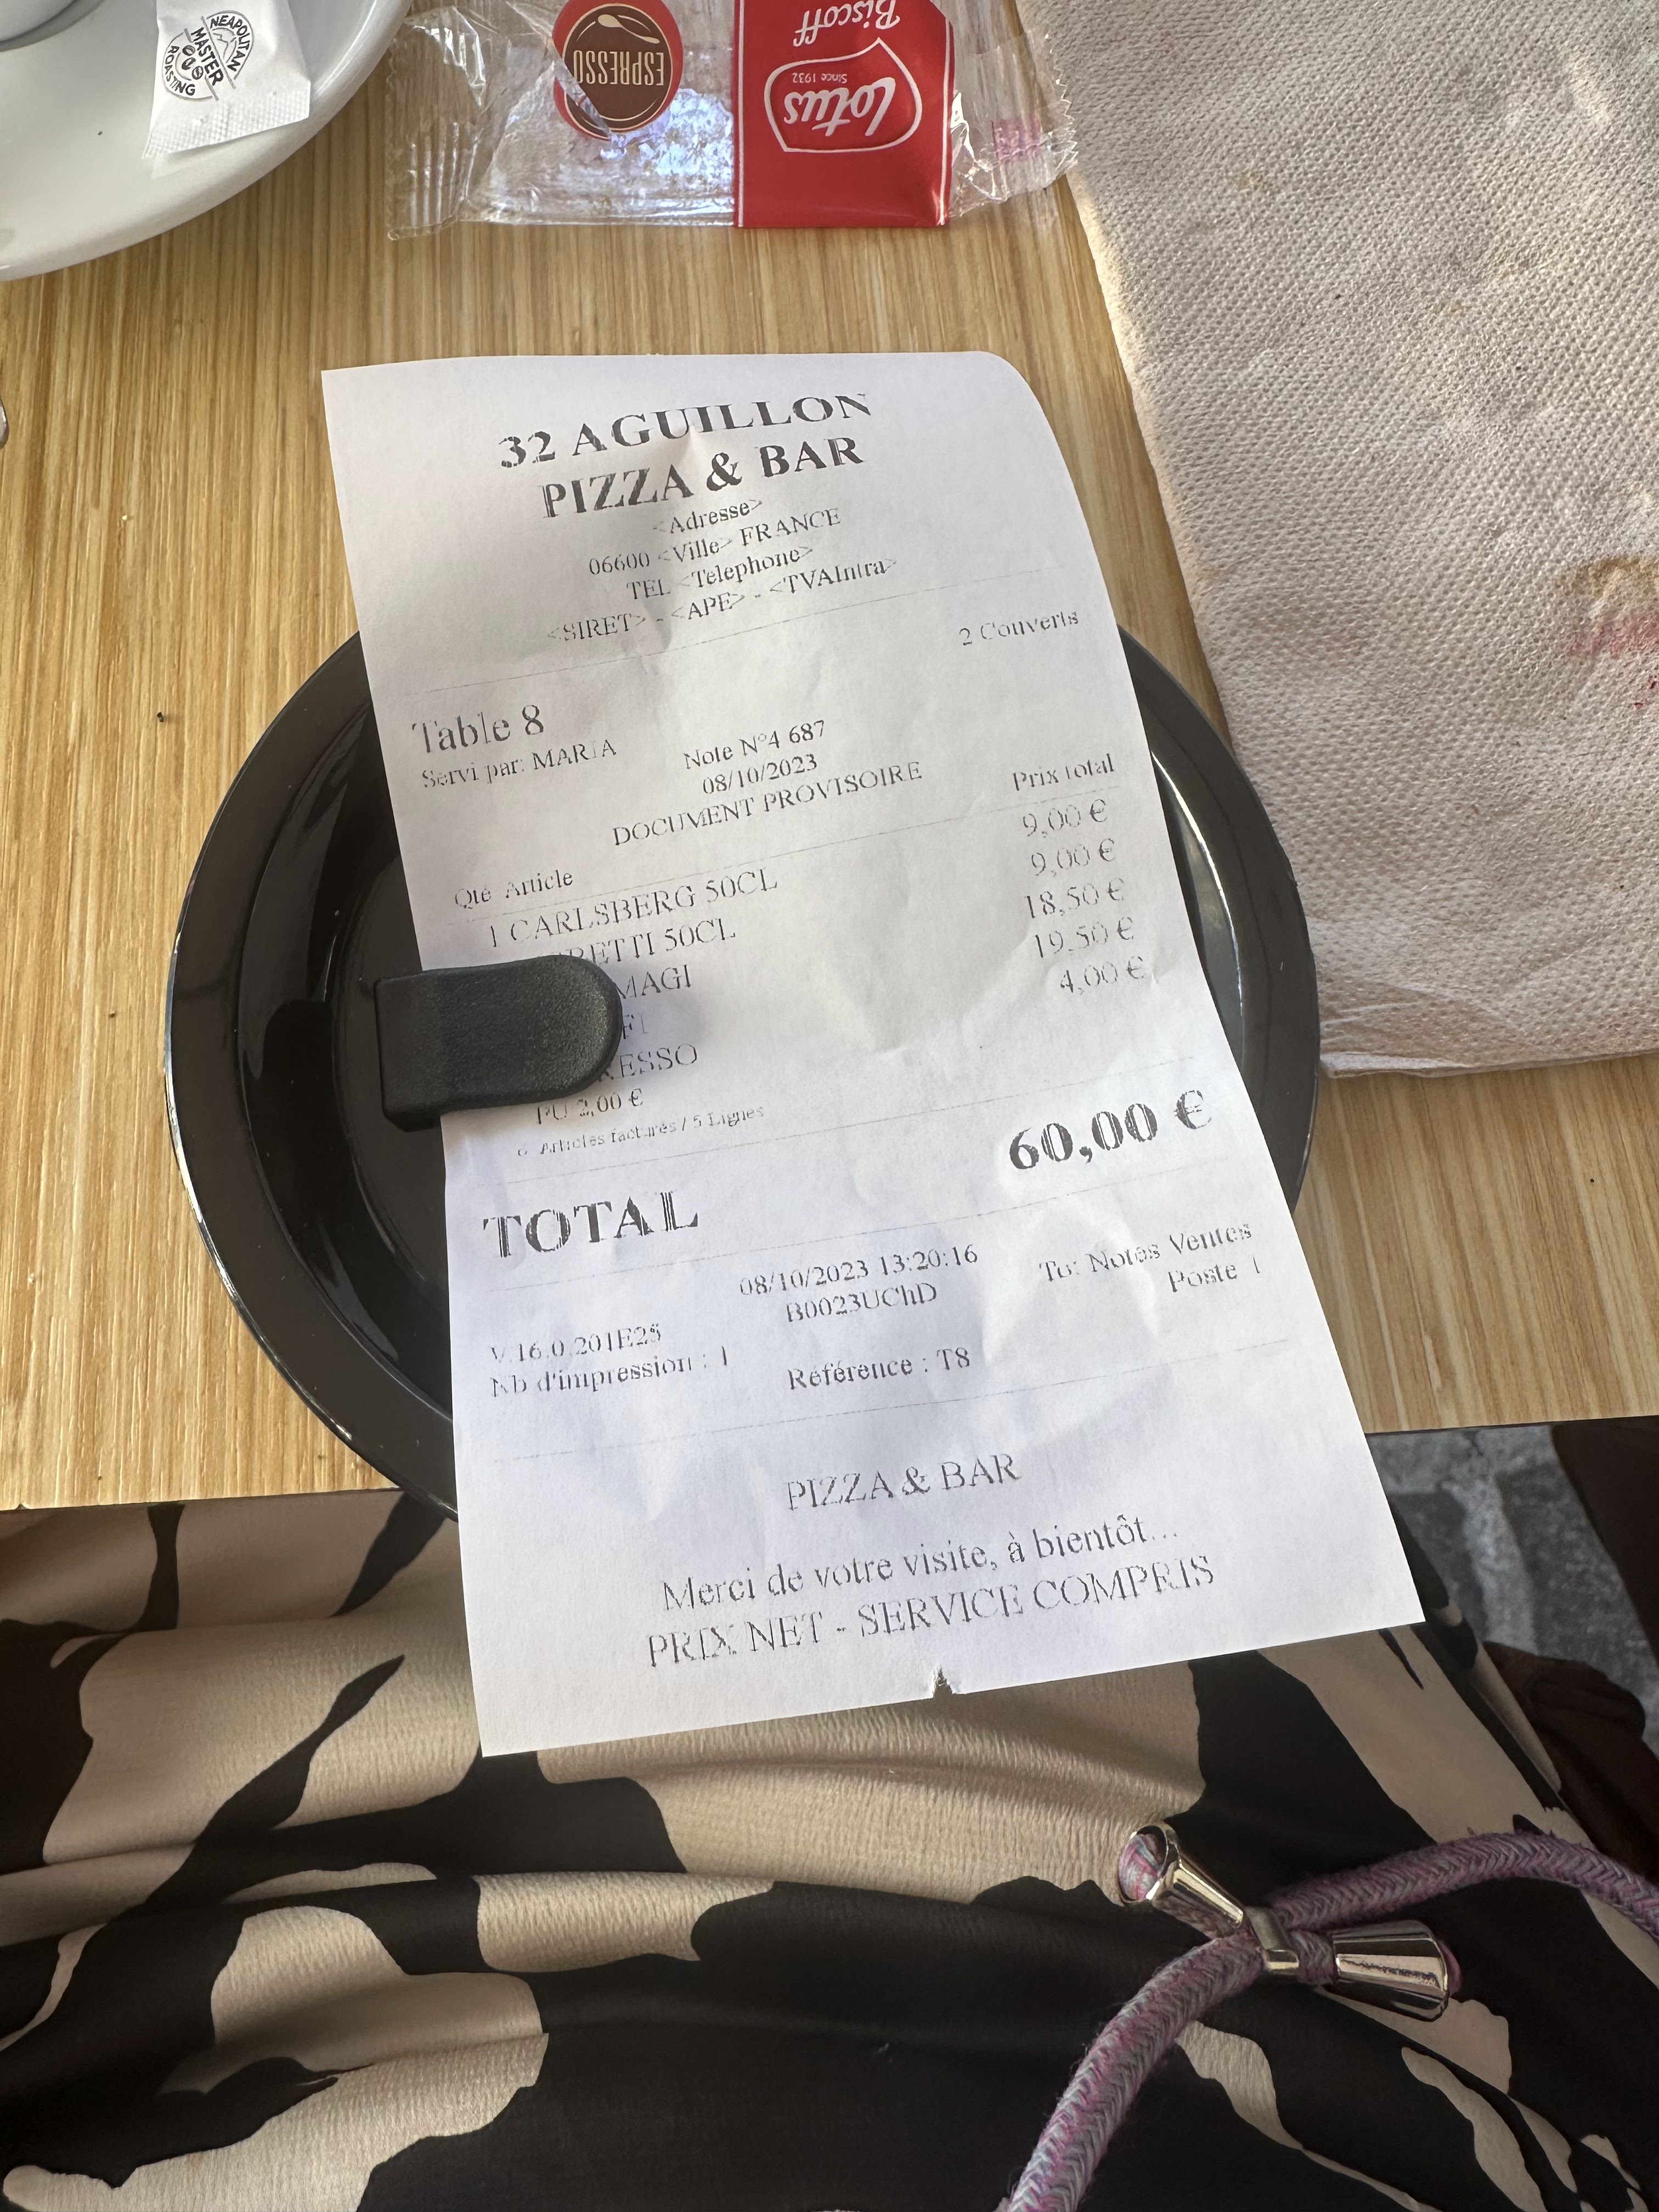 NEAPOLITAN
MASTER
ROASTING
ESPRESSO
Lotus
Since 1932
Biscoff
32 AGUILLON
PIZZA & BAR
<Adresse>
06600 <Ville> FRANCE
TEL <Telephone>
<SIRET> - <APE> - <TVAIntra>
2 Couverts
Table 8
Servi par: MARIA
Note N°4 687
08/10/2023
DOCUMENT PROVISOIRE
Qté Article Prix total
1 CARLSBERG 50CL 9,00 €
RETTI 50CL 9,00 €
MAGI 18,50 €
FI 19,50 €
RESSO 4,00 €
PU 2,00 €
6 Articles facturés / 5 Lignes
TOTAL 60,00 €
08/10/2023 13:20:16
B0023UChD
To: Notes Ventes
Poste 1
V.16.0.201E25
Nb d'impression : 1
Référence : T8
PIZZA & BAR
Merci de votre visite, à bientôt...
PRIX NET - SERVICE COMPRIS